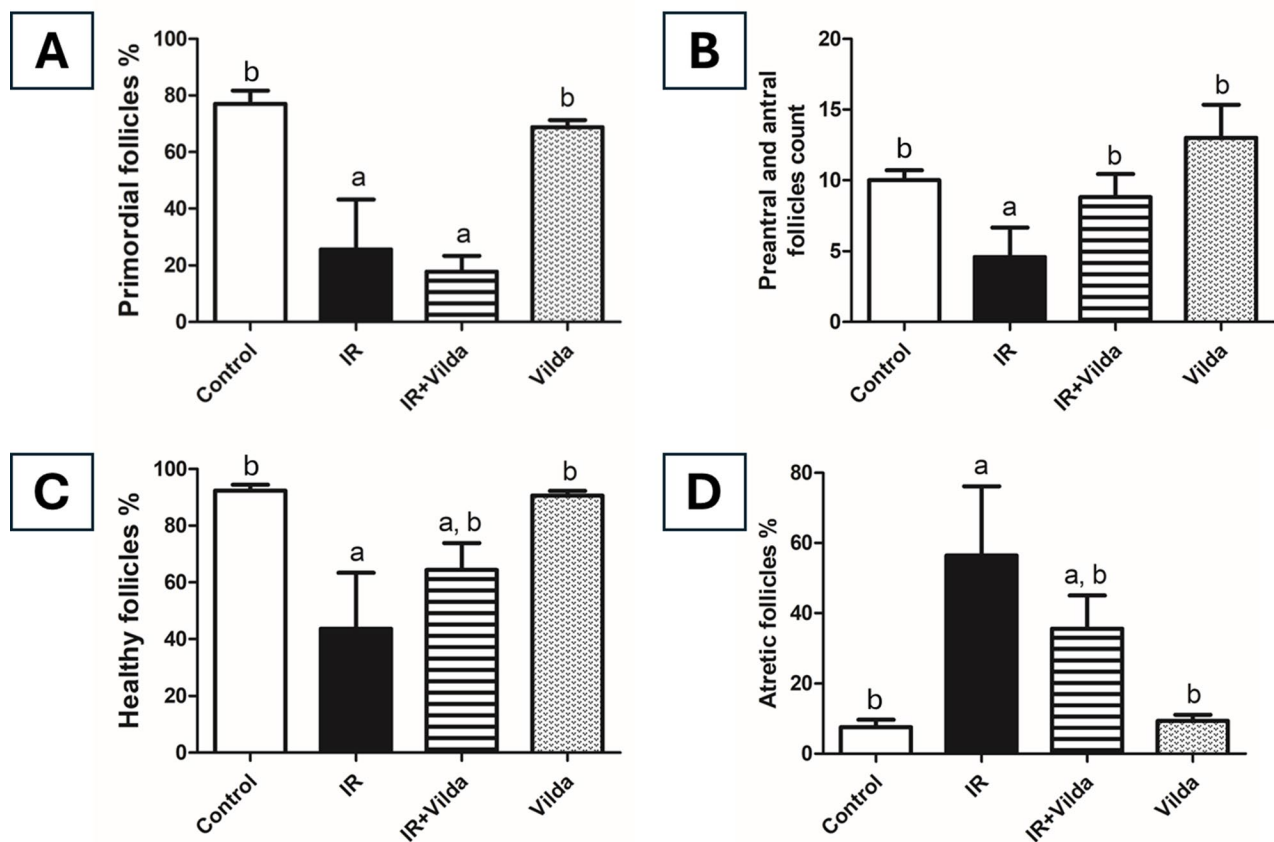 A
Primordial follicles %
100
80
60
40
20
0
b
a
a
b
Control
IR
IR+Vilda
Vilda
B
Preantral and antral
follicles count
20
15
10
5
0
b
a
b
b
Control
IR
IR+Vilda
Vilda
C
Healthy follicles %
100
80
60
40
20
0
b
a
a, b
b
Control
IR
IR+Vilda
Vilda
D
Atretic follicles %
80
60
40
20
0
b
a
a, b
b
Control
IR
IR+Vilda
Vilda